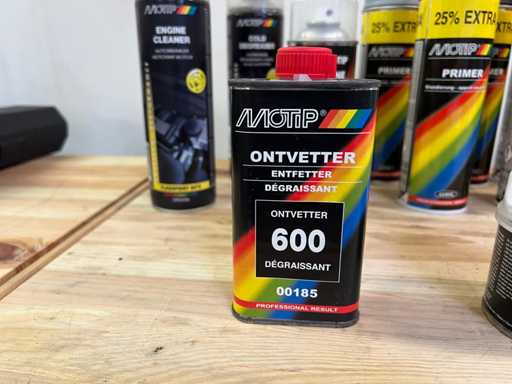 MOTIP
ENGINE
CLEANER
25% EXTRA
25% EXTRA
MOTIP
PRIMER
MOTIP
PRIMER
MOTIP®
ONTVETTER
ENTFETTER
DÉGRAISSANT
ONTVETTER
600
DÉGRAISSANT
00185
PROFESSIONAL RESULT